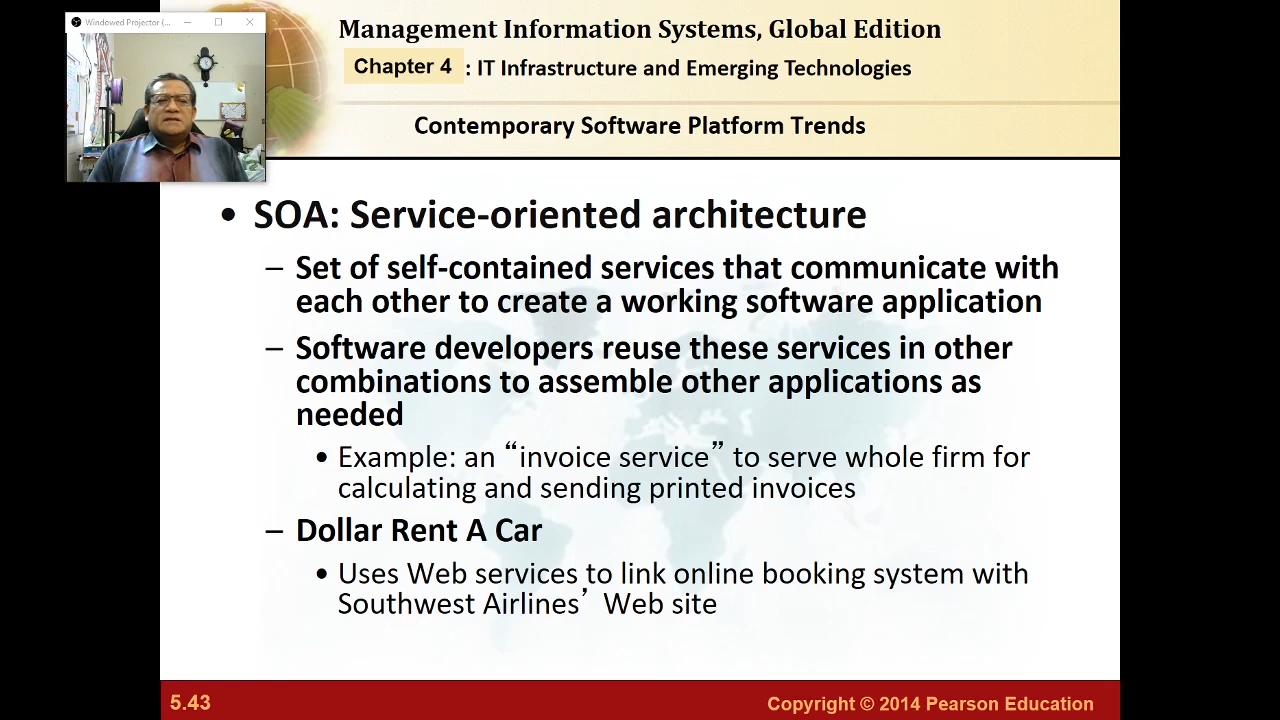 Windowed Projector (...
Management Information Systems, Global Edition
Chapter 4 : IT Infrastructure and Emerging Technologies
Contemporary Software Platform Trends
• SOA: Service-oriented architecture
– Set of self-contained services that communicate with
each other to create a working software application
– Software developers reuse these services in other
combinations to assemble other applications as
needed
• Example: an “invoice service” to serve whole firm for
calculating and sending printed invoices
– Dollar Rent A Car
• Uses Web services to link online booking system with
Southwest Airlines’ Web site
5.43
Copyright © 2014 Pearson Education